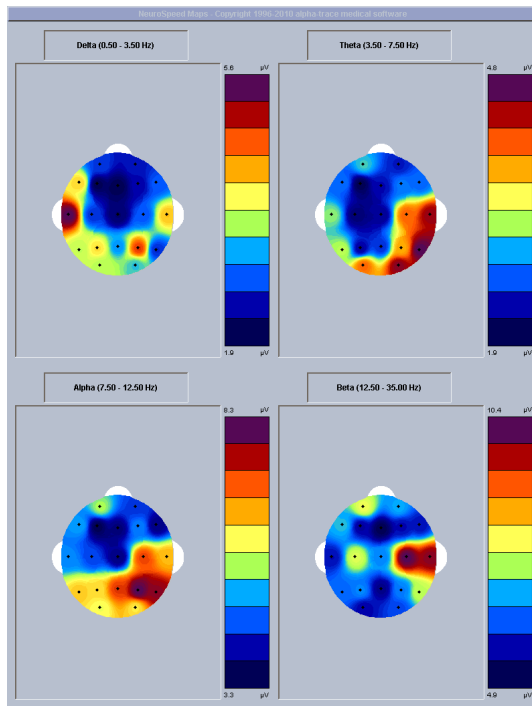 NeuroSpeed Maps - Copyright 1996-2010 alpha-trace medical software
Delta (0.50 - 3.50 Hz)
Theta (3.50 - 7.50 Hz)
5.6 µV
4.8 µV
1.9 µV
1.9 µV
Alpha (7.50 - 12.50 Hz)
Beta (12.50 - 35.00 Hz)
8.3 µV
10.4 µV
3.3 µV
4.9 µV